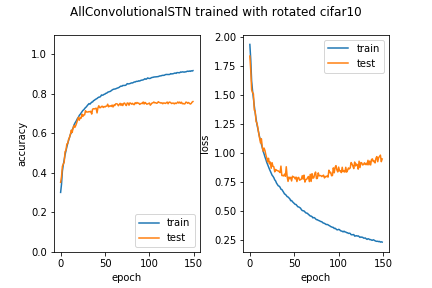 AllConvolutionalSTN trained with rotated cifar10
accuracy
1.0
0.8
0.6
0.4
0.2
0.0
0
50
100
150
epoch
train
test
loss
2.00
1.75
1.50
1.25
1.00
0.75
0.50
0.25
0
50
100
150
epoch
train
test